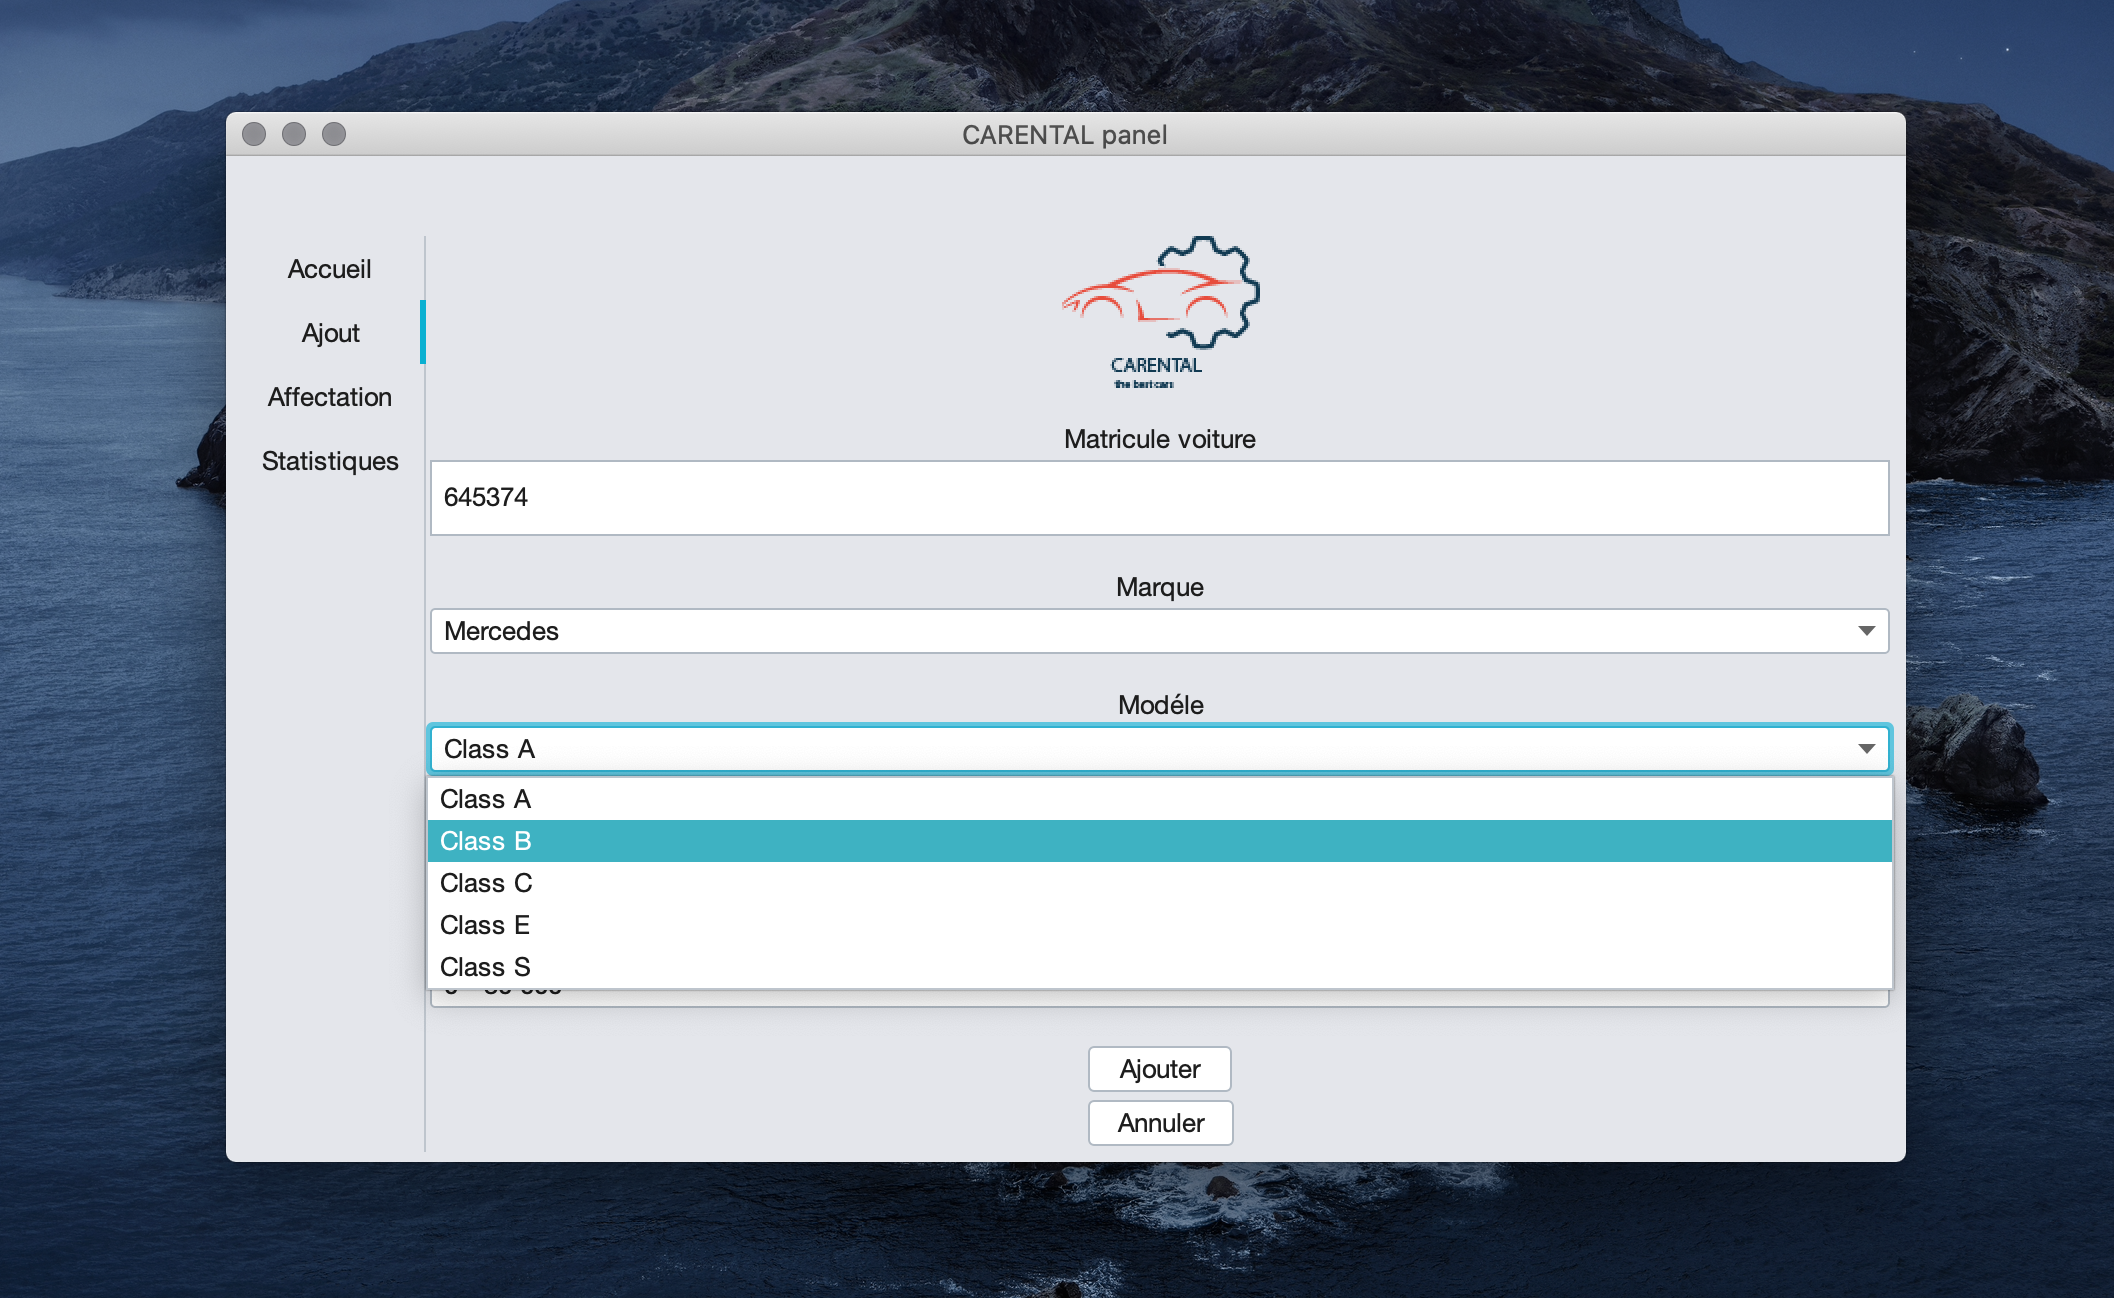 CARENTAL panel
Accueil
Ajout
Affectation
Statistiques
CARENTAL
the best cars
Matricule voiture
645374
Marque
Mercedes
Modéle
Class A
Class A
Class B
Class C
Class E
Class S
Ajouter
Annuler